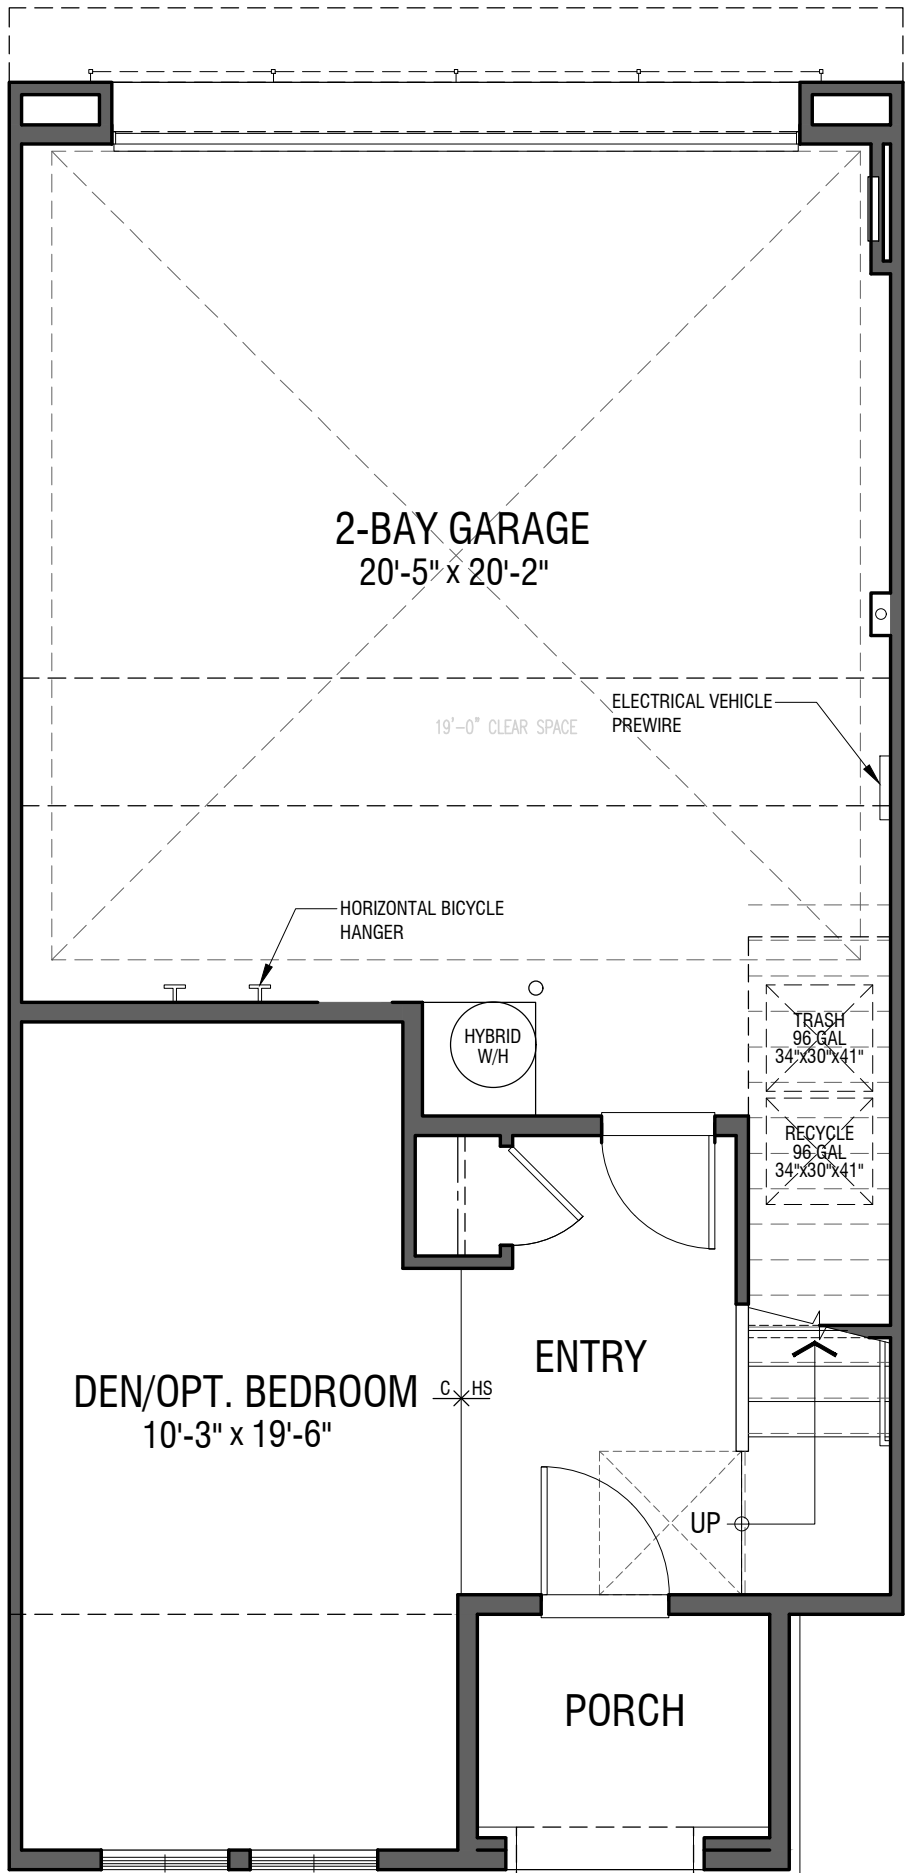 2-BAY GARAGE
20'-5" x 20'-2"
ELECTRICAL VEHICLE
PREWIRE
19'-0" CLEAR SPACE
HORIZONTAL BICYCLE
HANGER
HYBRID
W/H
TRASH
96 GAL
34"x30"x41"
RECYCLE
96 GAL
34"x30"x41"
ENTRY
DEN/OPT. BEDROOM
10'-3" x 19'-6"
C HS
UP
PORCH